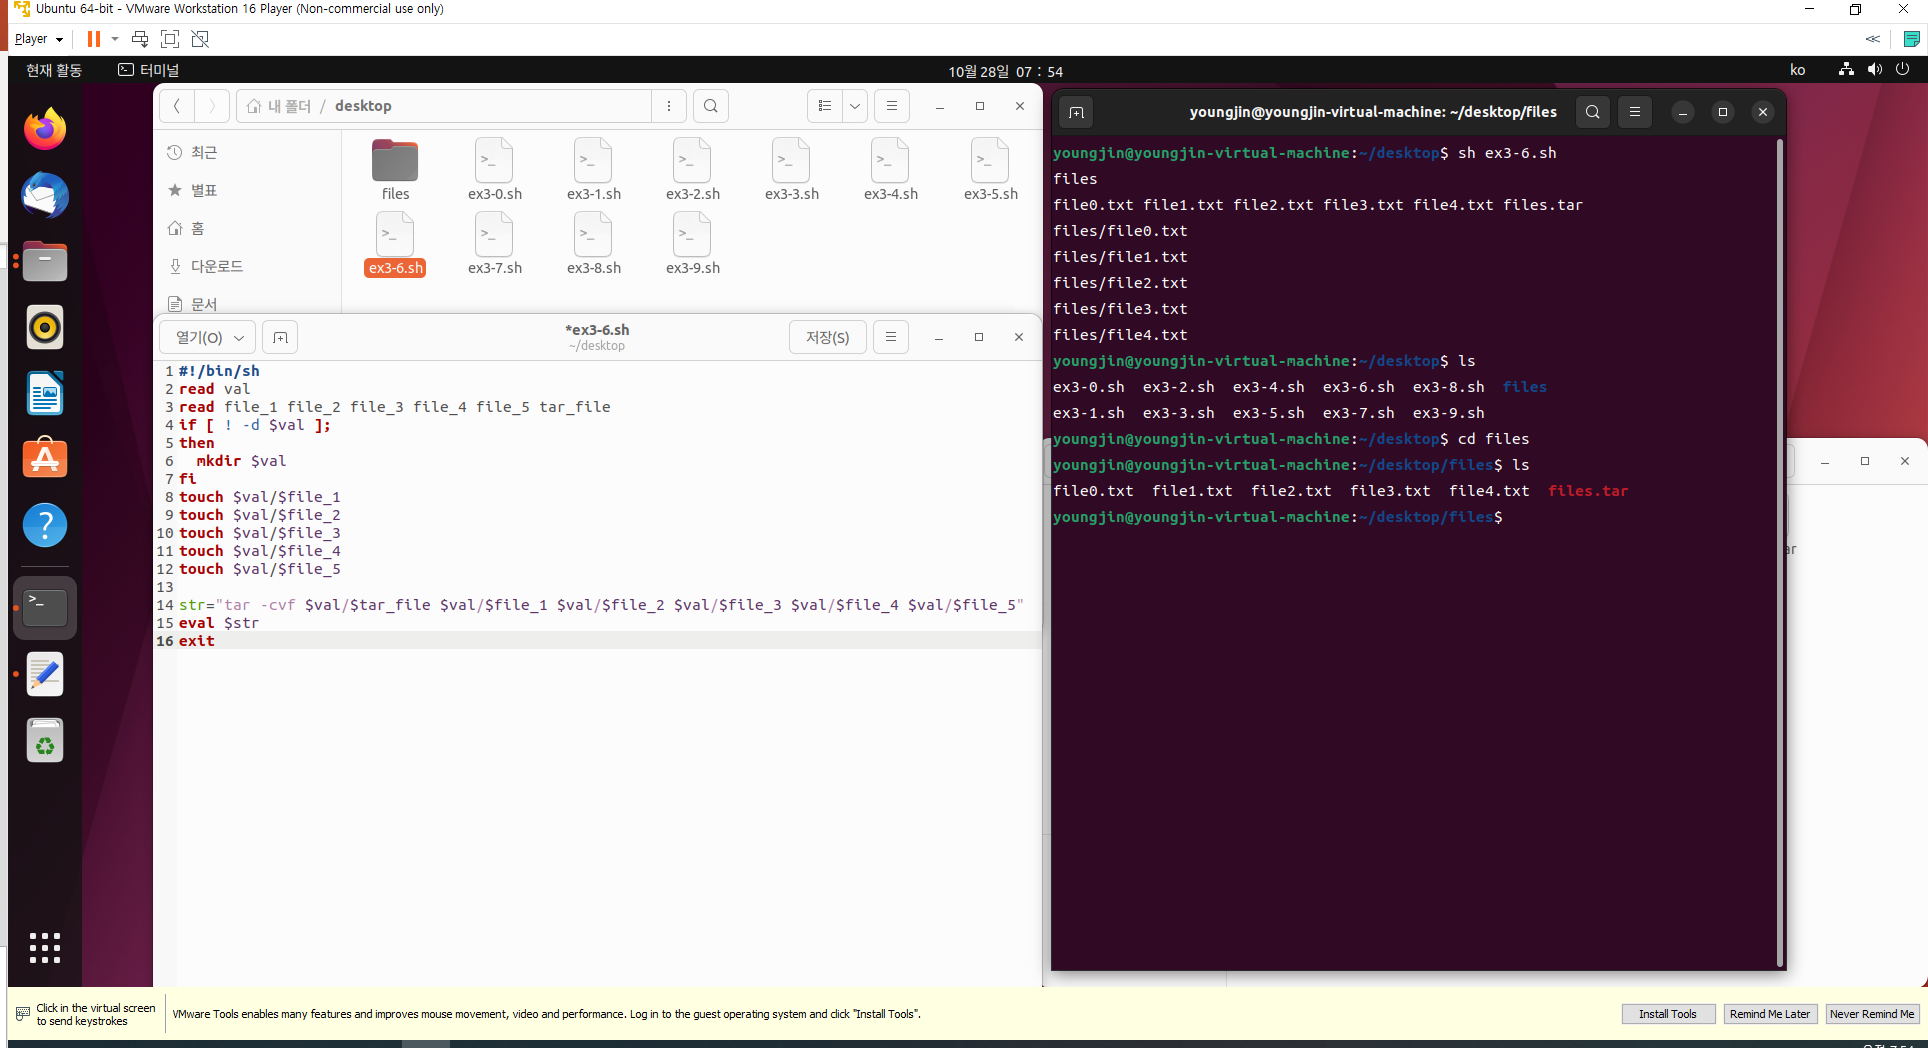 Ubuntu 64-bit - VMware Workstation 16 Player (Non-commercial use only)
Player
현재 활동
터미널
10월 28일 07：54
ko
내 폴더 / desktop
최근
별표
홈
다운로드
문서
files
ex3-0.sh
ex3-1.sh
ex3-2.sh
ex3-3.sh
ex3-4.sh
ex3-5.sh
ex3-6.sh
ex3-7.sh
ex3-8.sh
ex3-9.sh
열기(O)
*ex3-6.sh
~/desktop
저장(S)
1 #!/bin/sh
2 read val
3 read file_1 file_2 file_3 file_4 file_5 tar_file
4 if [ ! -d $val ];
5 then
6   mkdir $val
7 fi
8 touch $val/$file_1
9 touch $val/$file_2
10 touch $val/$file_3
11 touch $val/$file_4
12 touch $val/$file_5
13
14 str="tar -cvf $val/$tar_file $val/$file_1 $val/$file_2 $val/$file_3 $val/$file_4 $val/$file_5"
15 eval $str
16 exit
youngjin@youngjin-virtual-machine: ~/desktop/files
youngjin@youngjin-virtual-machine:~/desktop$ sh ex3-6.sh
files
file0.txt file1.txt file2.txt file3.txt file4.txt files.tar
files/file0.txt
files/file1.txt
files/file2.txt
files/file3.txt
files/file4.txt
youngjin@youngjin-virtual-machine:~/desktop$ ls
ex3-0.sh  ex3-2.sh  ex3-4.sh  ex3-6.sh  ex3-8.sh  files
ex3-1.sh  ex3-3.sh  ex3-5.sh  ex3-7.sh  ex3-9.sh
youngjin@youngjin-virtual-machine:~/desktop$ cd files
youngjin@youngjin-virtual-machine:~/desktop/files$ ls
file0.txt  file1.txt  file2.txt  file3.txt  file4.txt  files.tar
youngjin@youngjin-virtual-machine:~/desktop/files$
Click in the virtual screen
to send keystrokes
VMware Tools enables many features and improves mouse movement, video and performance. Log in to the guest operating system and click "Install Tools".
Install Tools
Remind Me Later
Never Remind Me